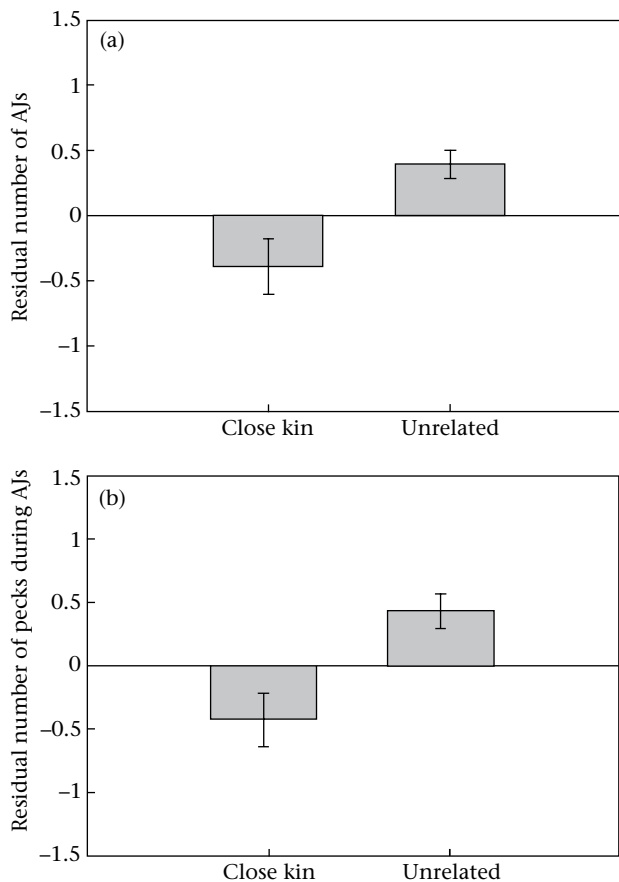 (a)
Residual number of AJs
1.5
1
0.5
0
−0.5
−1
−1.5
Close kin Unrelated
(b)
Residual number of pecks during AJs
1.5
1
0.5
0
−0.5
−1
−1.5
Close kin Unrelated